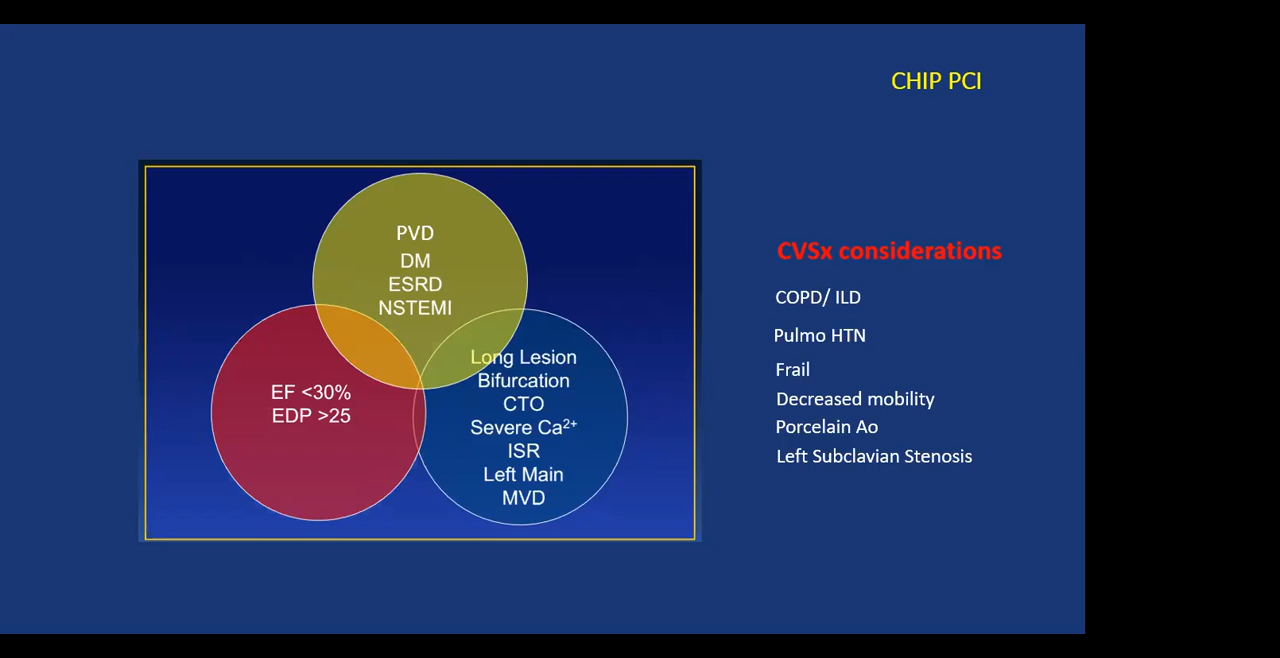 CHIP PCI
PVD
DM
ESRD
NSTEMI
EF <30%
EDP >25
Long Lesion
Bifurcation
CTO
Severe Ca²⁺
ISR
Left Main
MVD
CVSx considerations
COPD/ ILD
Pulmo HTN
Frail
Decreased mobility
Porcelain Ao
Left Subclavian Stenosis